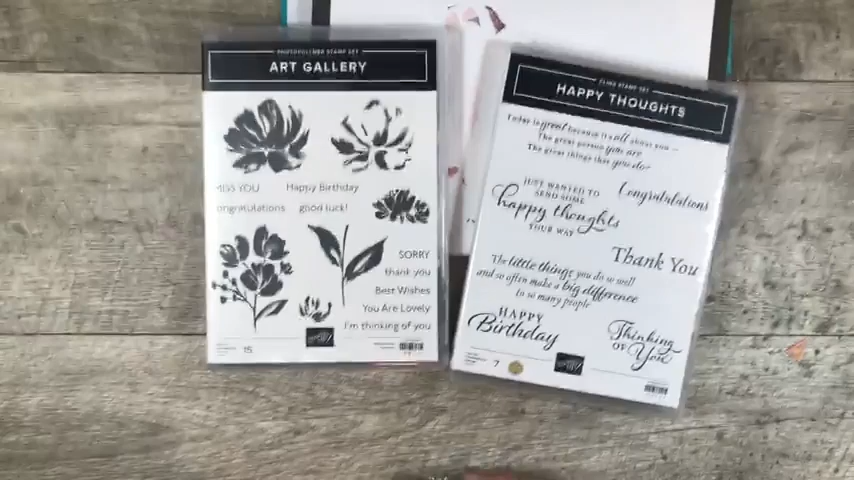 PHOTOPOLYMER STAMP SET
ART GALLERY
MISS YOU
Happy Birthday
ongratulations
good luck!
SORRY
thank you
Best Wishes
You Are Lovely
I'm thinking of you
15
CLING STAMP SET
HAPPY THOUGHTS
Today is great because it's all about you –
The great person you are
The great things that you do.
JUST WANTED TO
SEND SOME
happy thoughts
YOUR WAY
Congratulations
Thank You
The little things you do so well
and so often make a big difference
to so many people
HAPPY
Birthday
Thinking
OF You
7